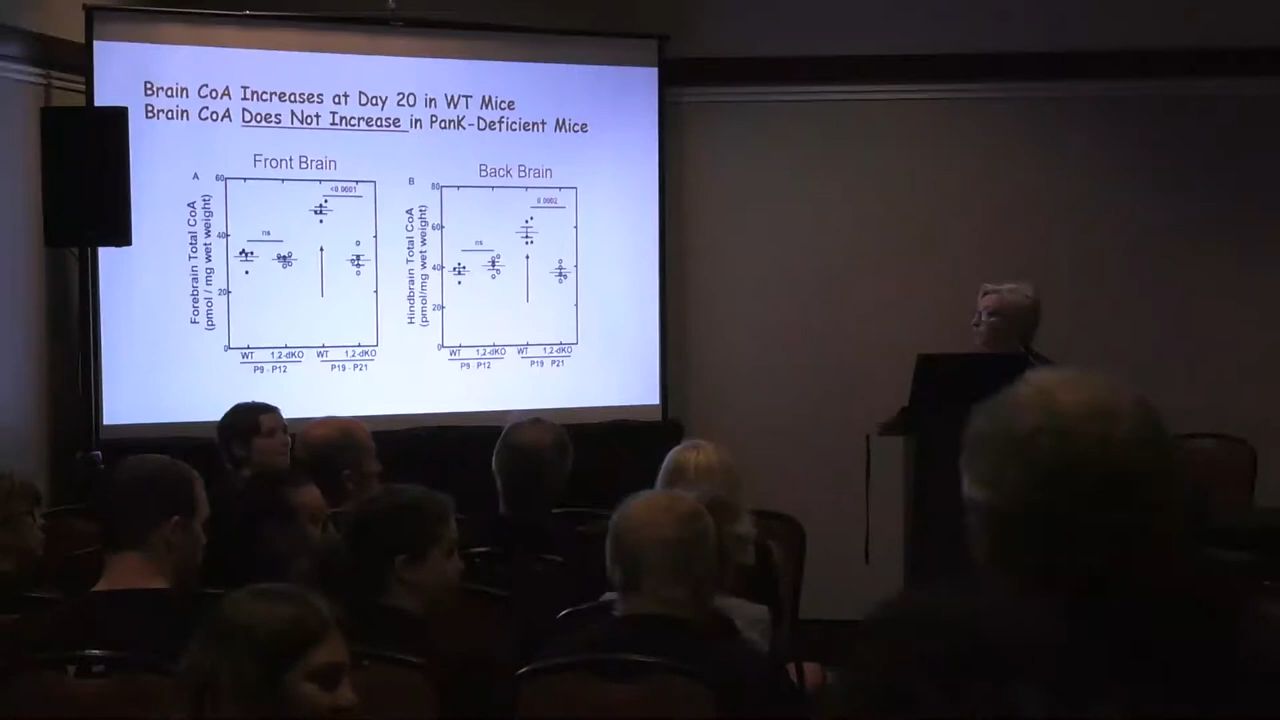 Brain CoA Increases at Day 20 in WT Mice
Brain CoA Does Not Increase in PanK-Deficient Mice
A
Front Brain
Forebrain Total CoA
(pmol / mg wet weight)
60
40
20
0
ns
<0.0001
WT 1,2-dKO WT 1,2-dKO
P9 - P12 P19 - P21
B
Back Brain
Hindbrain Total CoA
(pmol/mg wet weight)
80
60
40
20
0
ns
0.0002
WT 1,2-dKO WT 1,2-dKO
P9 - P12 P19 P21